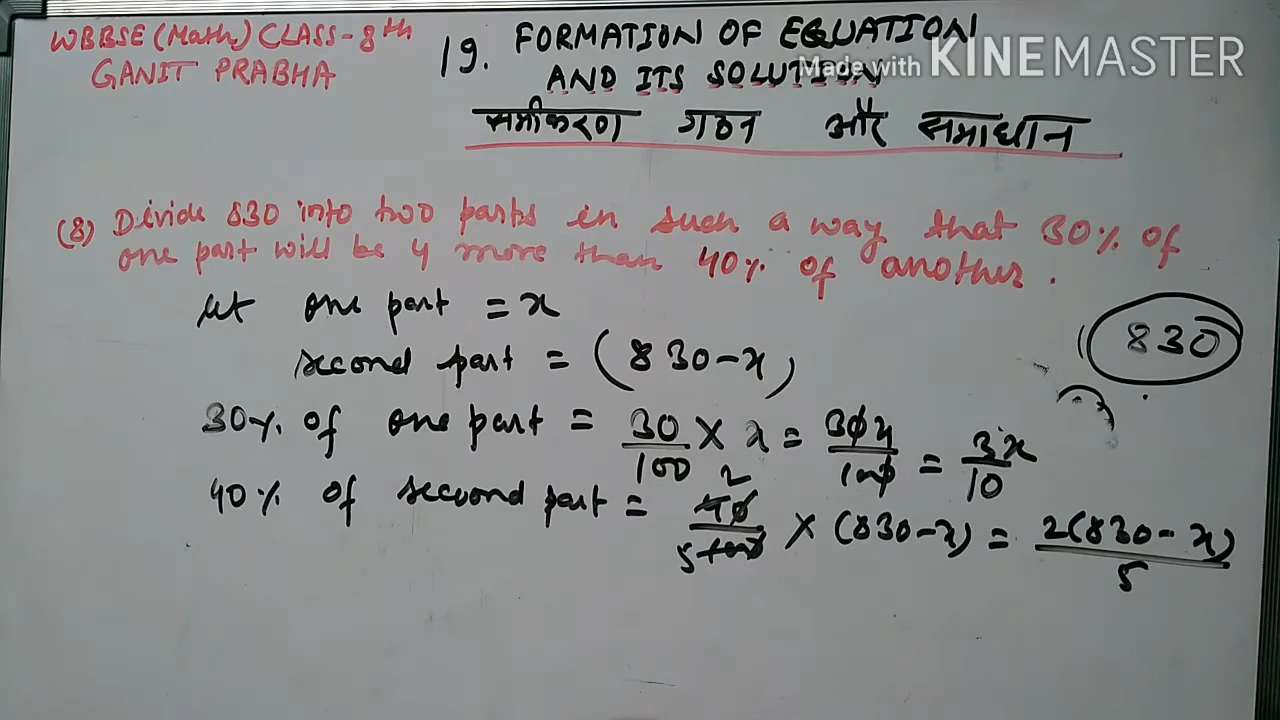 WBBSE (Math) CLASS - 8th
GANIT PRABHA
19. FORMATION OF EQUATION
AND ITS SOLUTION
Made with KINEMASTER
समीकरण गठन और समाधान
(8) Divide 830 into two parts in such a way that 30% of
one part will be 4 more than 40% of another.
let one part = x
second part = (830-x)
830
30% of one part = 30/100 × x = 30x/100 = 3x/10
40% of second part = 40/100 2/5 × (830-x) = 2(830-x)/5